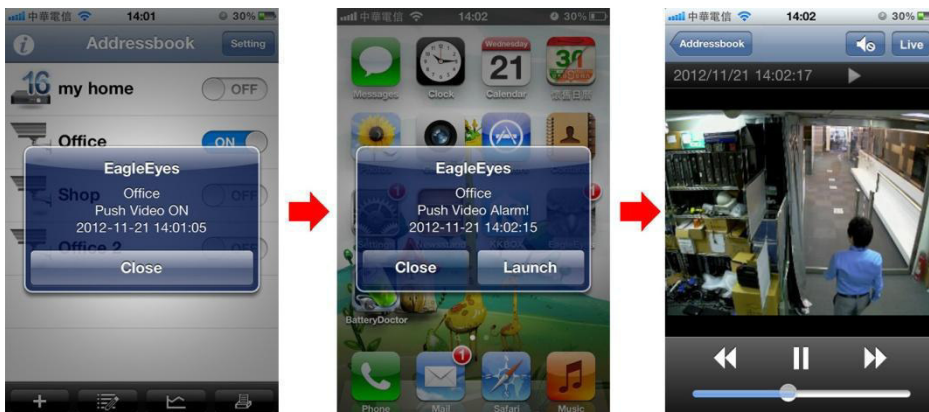 中華電信 14:01 30%
Addressbook
Setting
16 my home OFF
Office ON
Shop OFF
Office 2 OFF
EagleEyes
Office
Push Video ON
2012-11-21 14:01:05
Close
中華電信 14:02 30%
Wednesday
21
Messages Clock Calendar
EagleEyes
Office
Push Video Alarm!
2012-11-21 14:02:15
Close Launch
1
1
Settings
BatteryDoctor
1
Phone Mail Safari Music
中華電信 14:02 30%
Addressbook
Live
2012/11/21 14:02:17